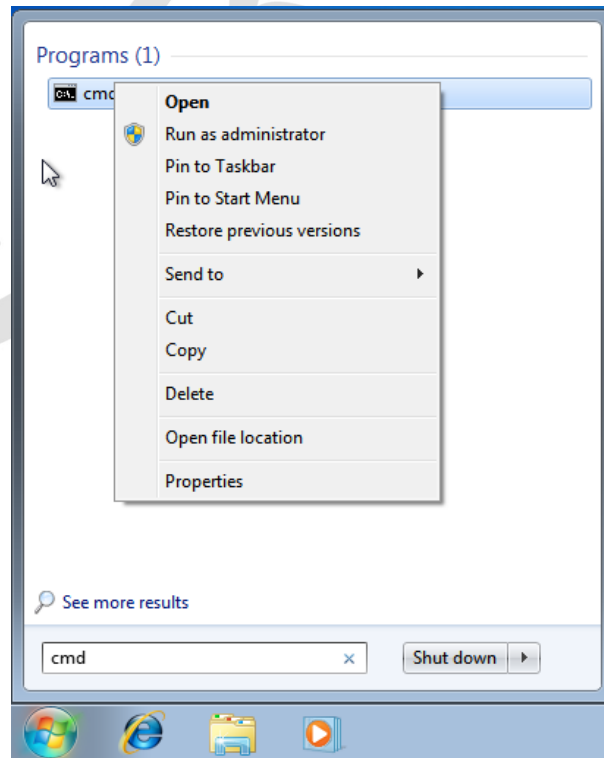 Programs (1)
cmd
Open
Run as administrator
Pin to Taskbar
Pin to Start Menu
Restore previous versions
Send to
Cut
Copy
Delete
Open file location
Properties
See more results
cmd
Shut down